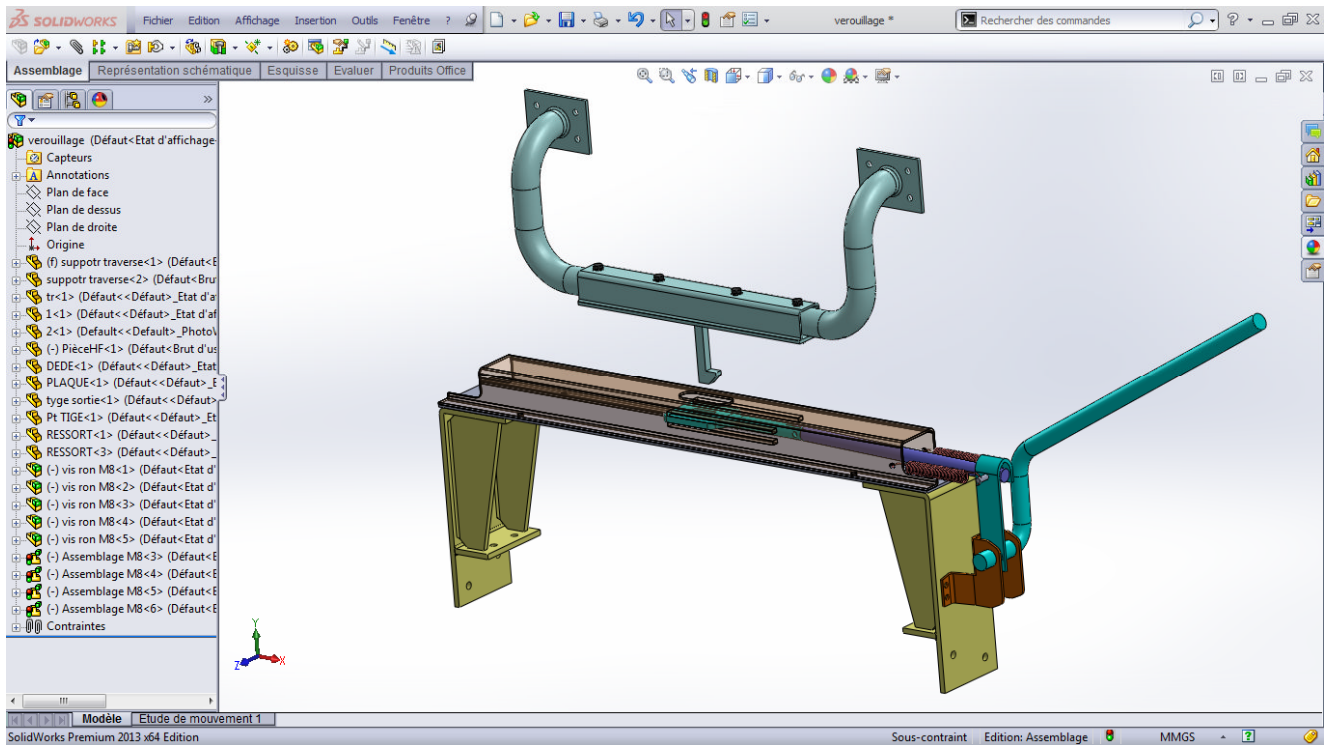 SOLIDWORKS Fichier Edition Affichage Insertion Outils Fenêtre ? verouillage * Rechercher des commandes ?
Assemblage Représentation schématique Esquisse Evaluer Produits Office
verouillage (Défaut<Etat d'affichage
Capteurs
A Annotations
Plan de face
Plan de dessus
Plan de droite
Origine
(f) suppotr traverse<1> (Défaut<E
suppotr traverse<2> (Défaut<Bru
tr<1> (Défaut<<Défaut>_Etat d'a
1<1> (Défaut<<Défaut>_Etat d'af
2<1> (Default<<Default>_Photo
(-) PièceHF<1> (Défaut<Brut d'us
DEDE<1> (Défaut<<Défaut>_Etat
PLAQUE<1> (Défaut<<Défaut>_E
tyge sortie<1> (Défaut<<Défaut>
Pt TIGE<1> (Défaut<<Défaut>_Et
RESSORT<1> (Défaut<<Défaut>_
RESSORT<3> (Défaut<<Défaut>_
(-) vis ron M8<1> (Défaut<Etat d'
(-) vis ron M8<2> (Défaut<Etat d'
(-) vis ron M8<3> (Défaut<Etat d'
(-) vis ron M8<4> (Défaut<Etat d'
(-) vis ron M8<5> (Défaut<Etat d'
(-) Assemblage M8<3> (Défaut<E
(-) Assemblage M8<4> (Défaut<E
(-) Assemblage M8<5> (Défaut<E
(-) Assemblage M8<6> (Défaut<E
Contraintes
Y
Z X
Modèle Etude de mouvement 1
SolidWorks Premium 2013 x64 Edition Sous-contraint Edition: Assemblage MMGS ?